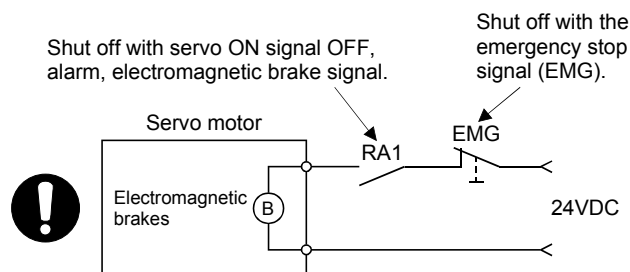 Shut off with the
emergency stop
signal (EMG).
Shut off with servo ON signal OFF,
alarm, electromagnetic brake signal.
Servo motor
RA1
EMG
Electromagnetic
brakes
B
24VDC